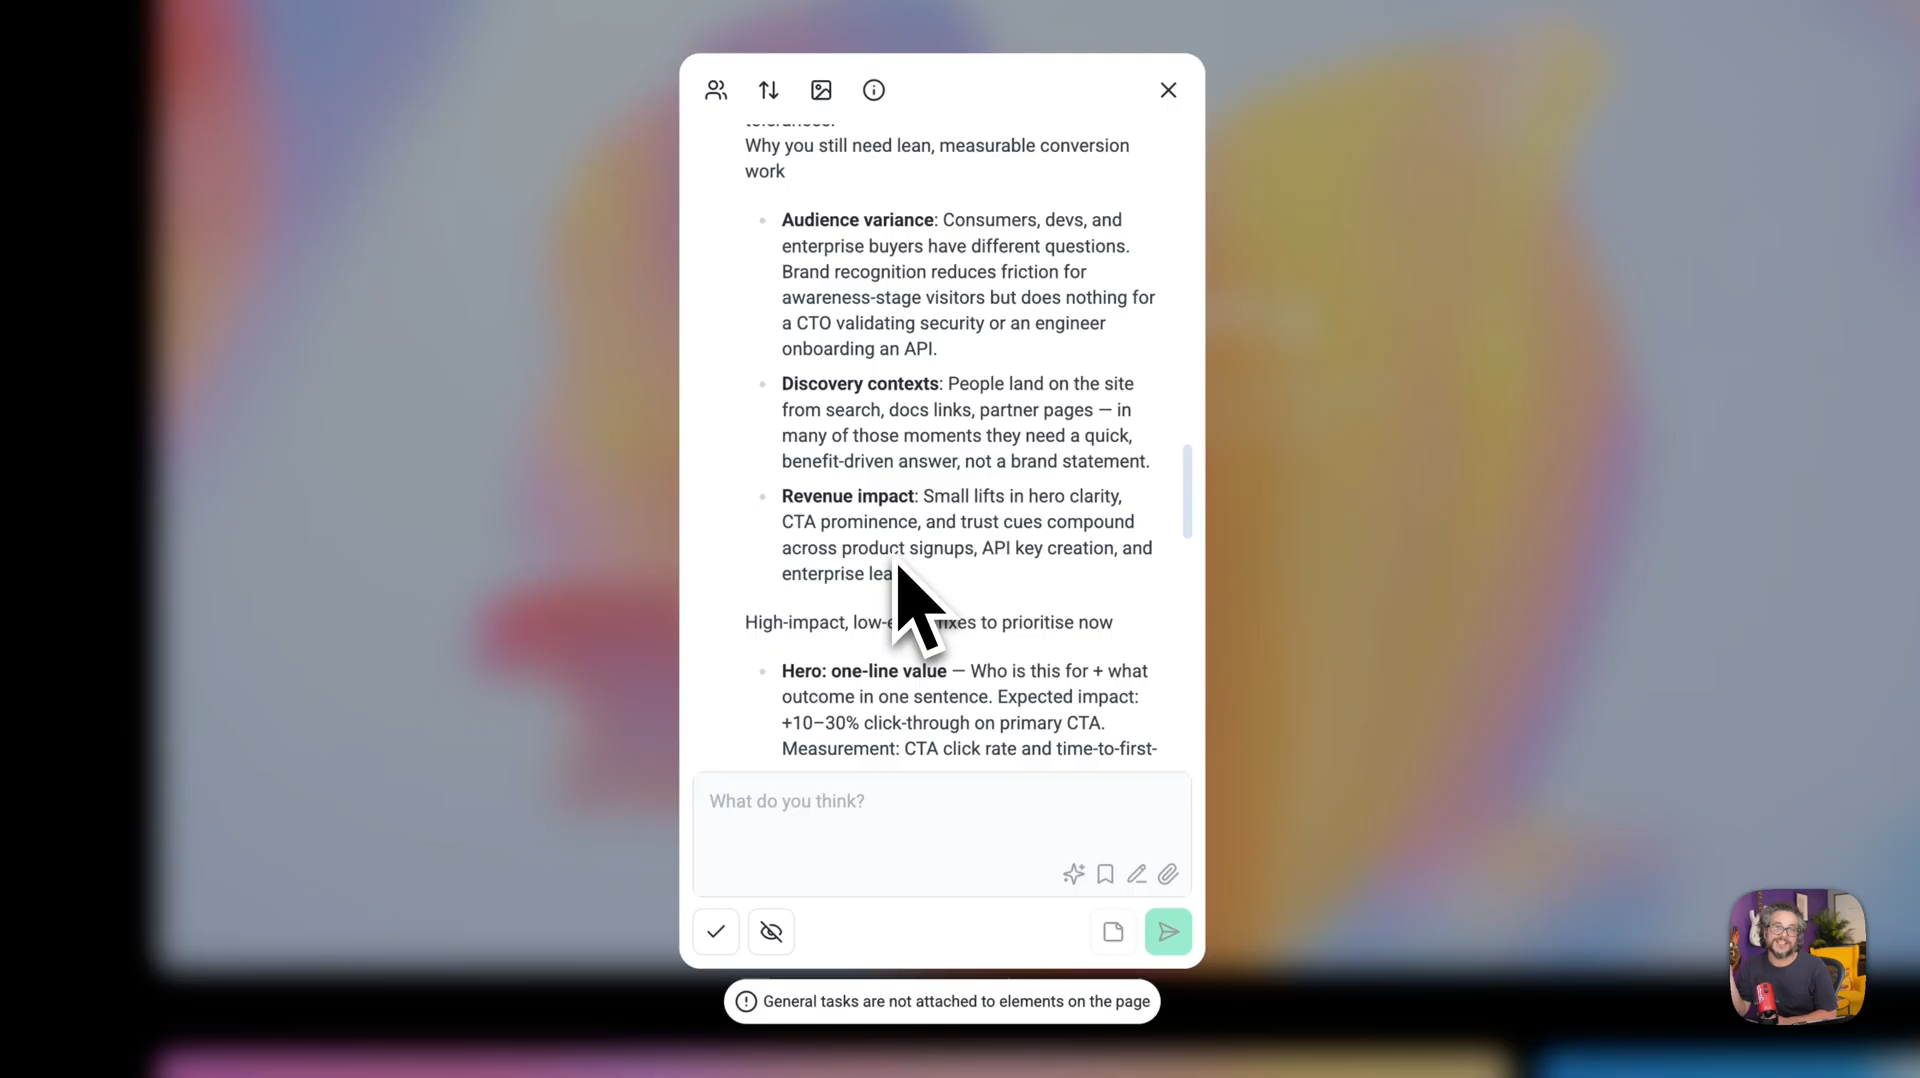 Why you still need lean, measurable conversion
work
Audience variance: Consumers, devs, and
enterprise buyers have different questions.
Brand recognition reduces friction for
awareness-stage visitors but does nothing for
a CTO validating security or an engineer
onboarding an API.
Discovery contexts: People land on the site
from search, docs links, partner pages — in
many of those moments they need a quick,
benefit-driven answer, not a brand statement.
Revenue impact: Small lifts in hero clarity,
CTA prominence, and trust cues compound
across product signups, API key creation, and
enterprise
High-impact, to prioritise now
Hero: one-line value — Who is this for + what
outcome in one sentence. Expected impact:
+10–30% click-through on primary CTA.
Measurement: CTA click rate and time-to-first-
What do you think?
General tasks are not attached to elements on the page